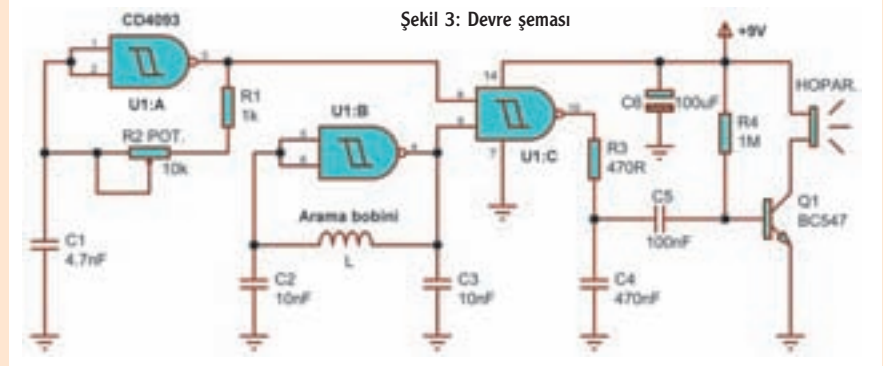 Şekil 3: Devre şeması
CD4093
1
2
3
U1:A
R1
1k
R2 POT.
10k
C1
4.7nF
U1:B
5
6
4
Arama bobini
L
C2
10nF
C3
10nF
14
8
9
10
7
U1:C
R3
470R
C4
470nF
C5
100nF
C6
100uF
+9V
R4
1M
HOPAR.
Q1
BC547